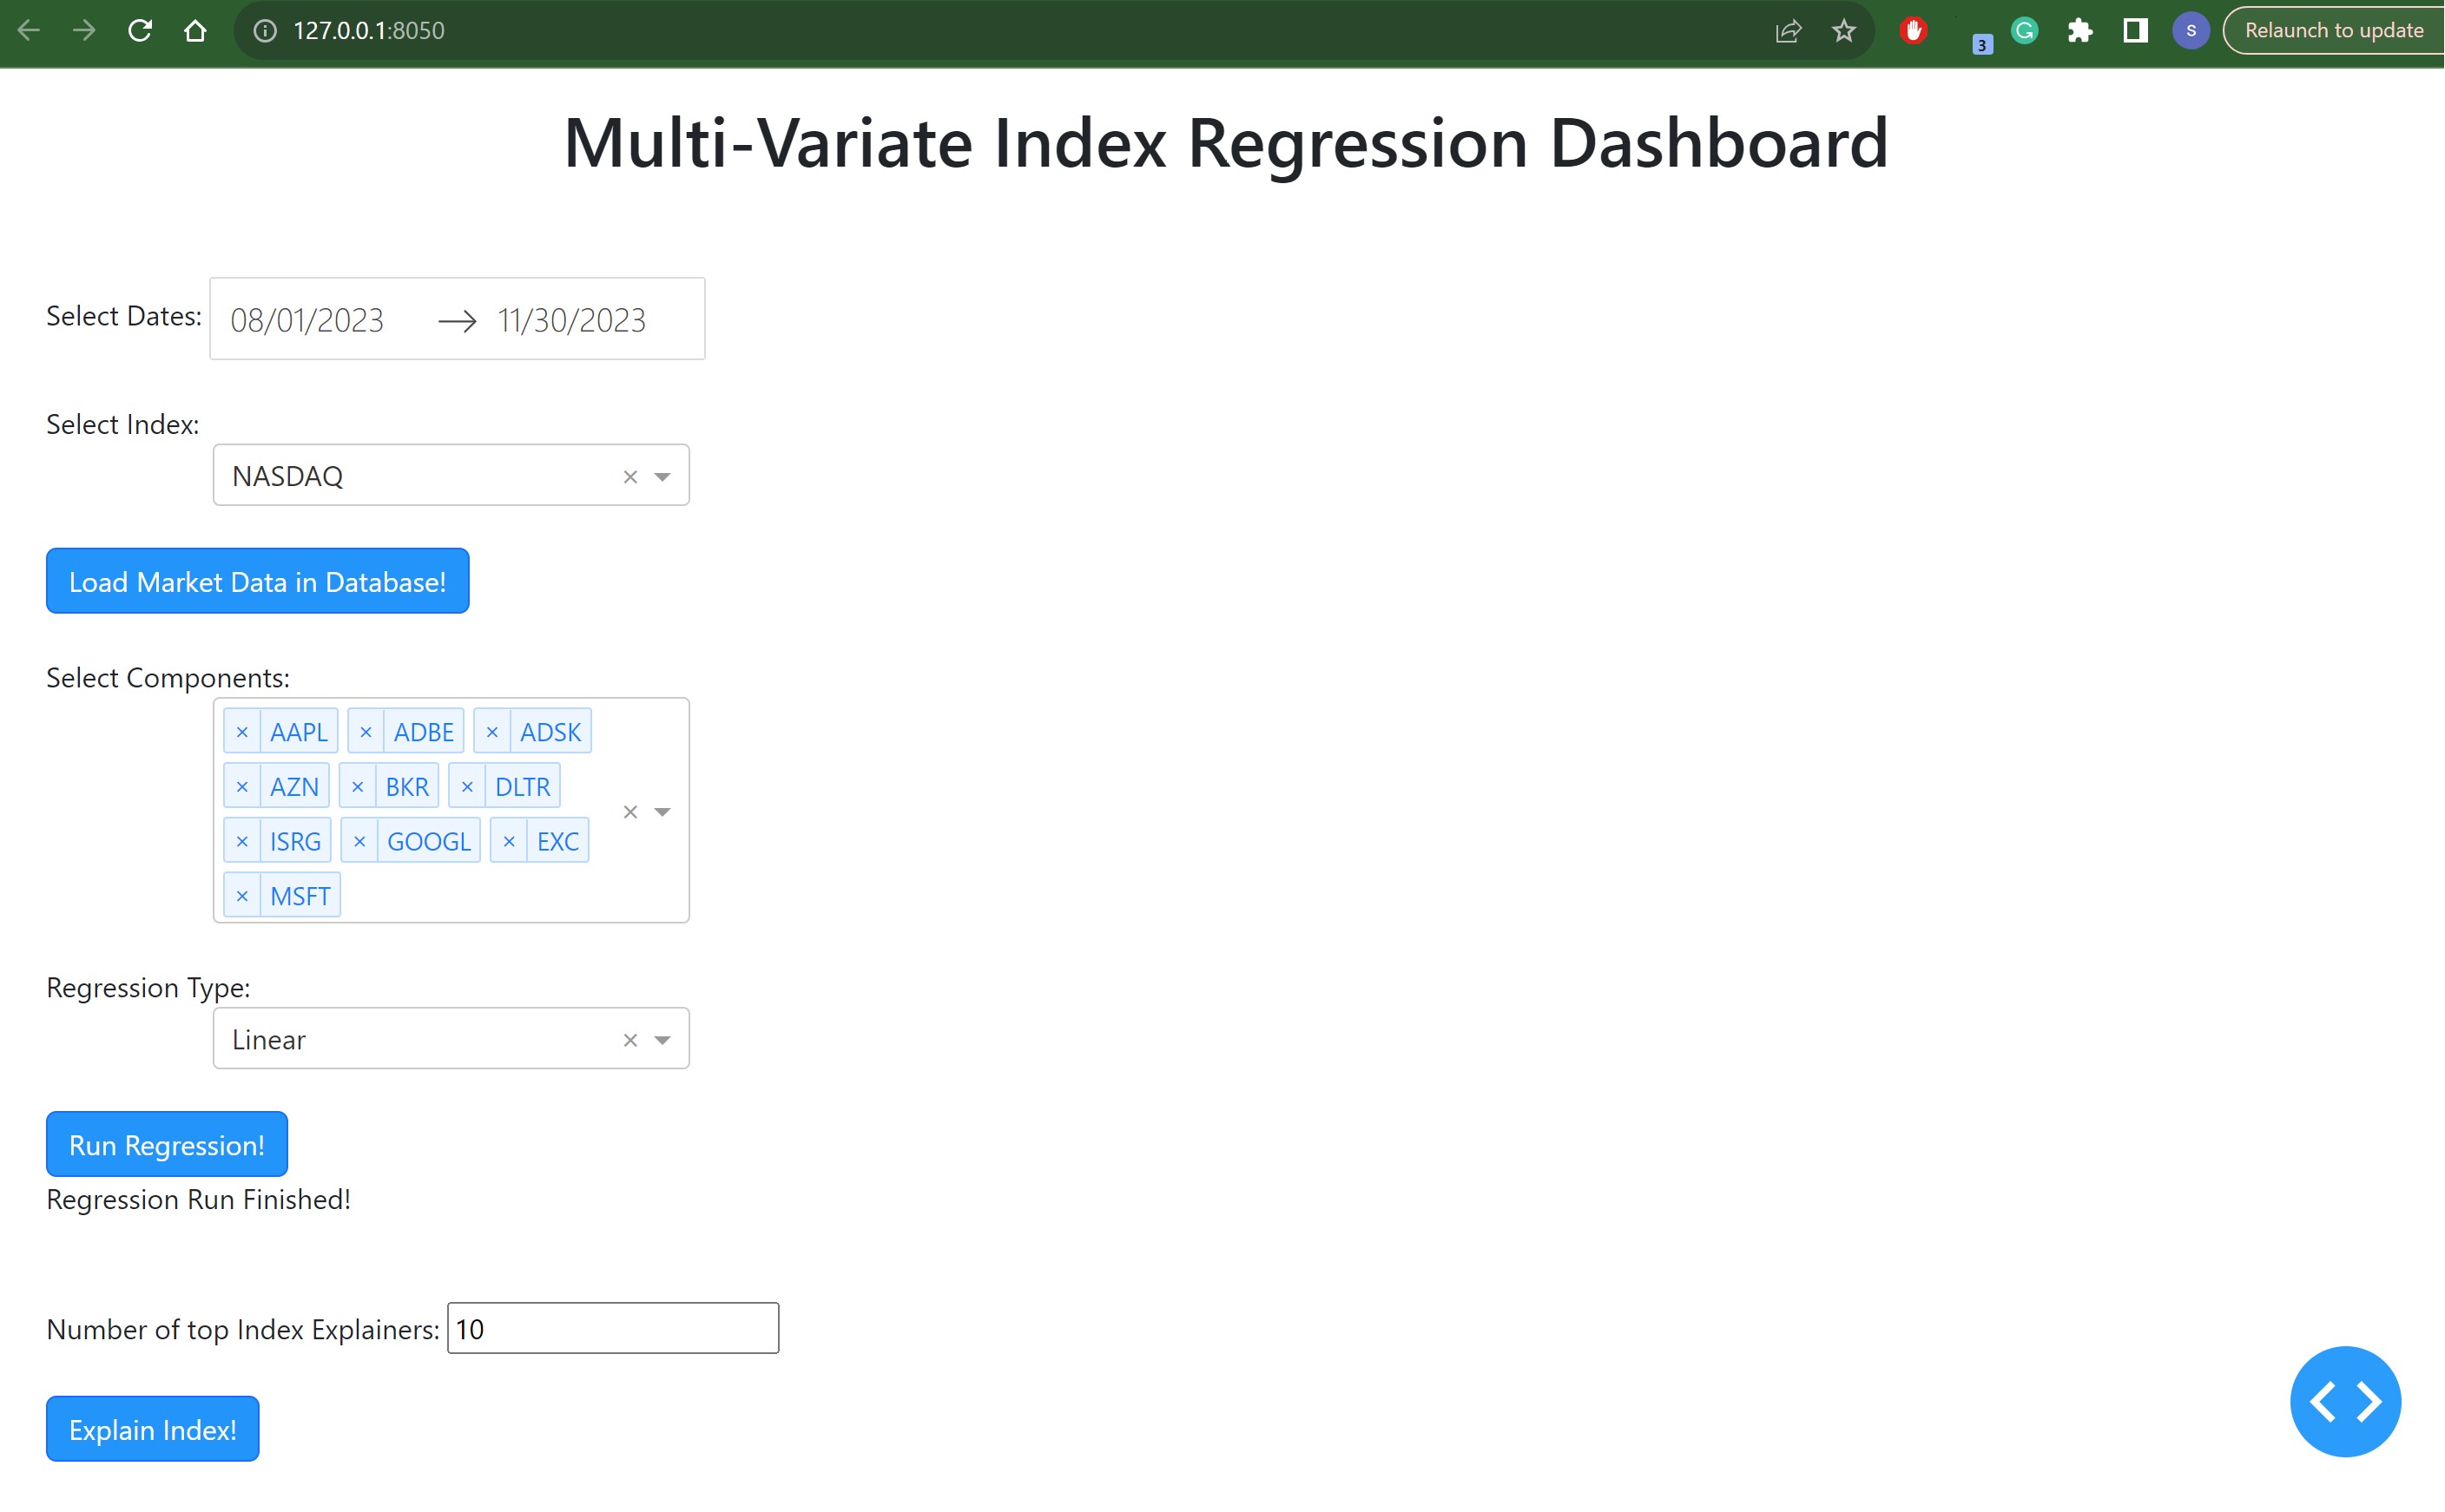 127.0.0.1:8050
3
S
Relaunch to update
Multi-Variate Index Regression Dashboard
Select Dates: 08/01/2023 → 11/30/2023
Select Index:
NASDAQ × 
Load Market Data in Database!
Select Components:
× AAPL × ADBE × ADSK
× AZN × BKR × DLTR
× ISRG × GOOGL × EXC
× MSFT
Regression Type:
Linear ×
Run Regression!
Regression Run Finished!
Number of top Index Explainers: 10
Explain Index!